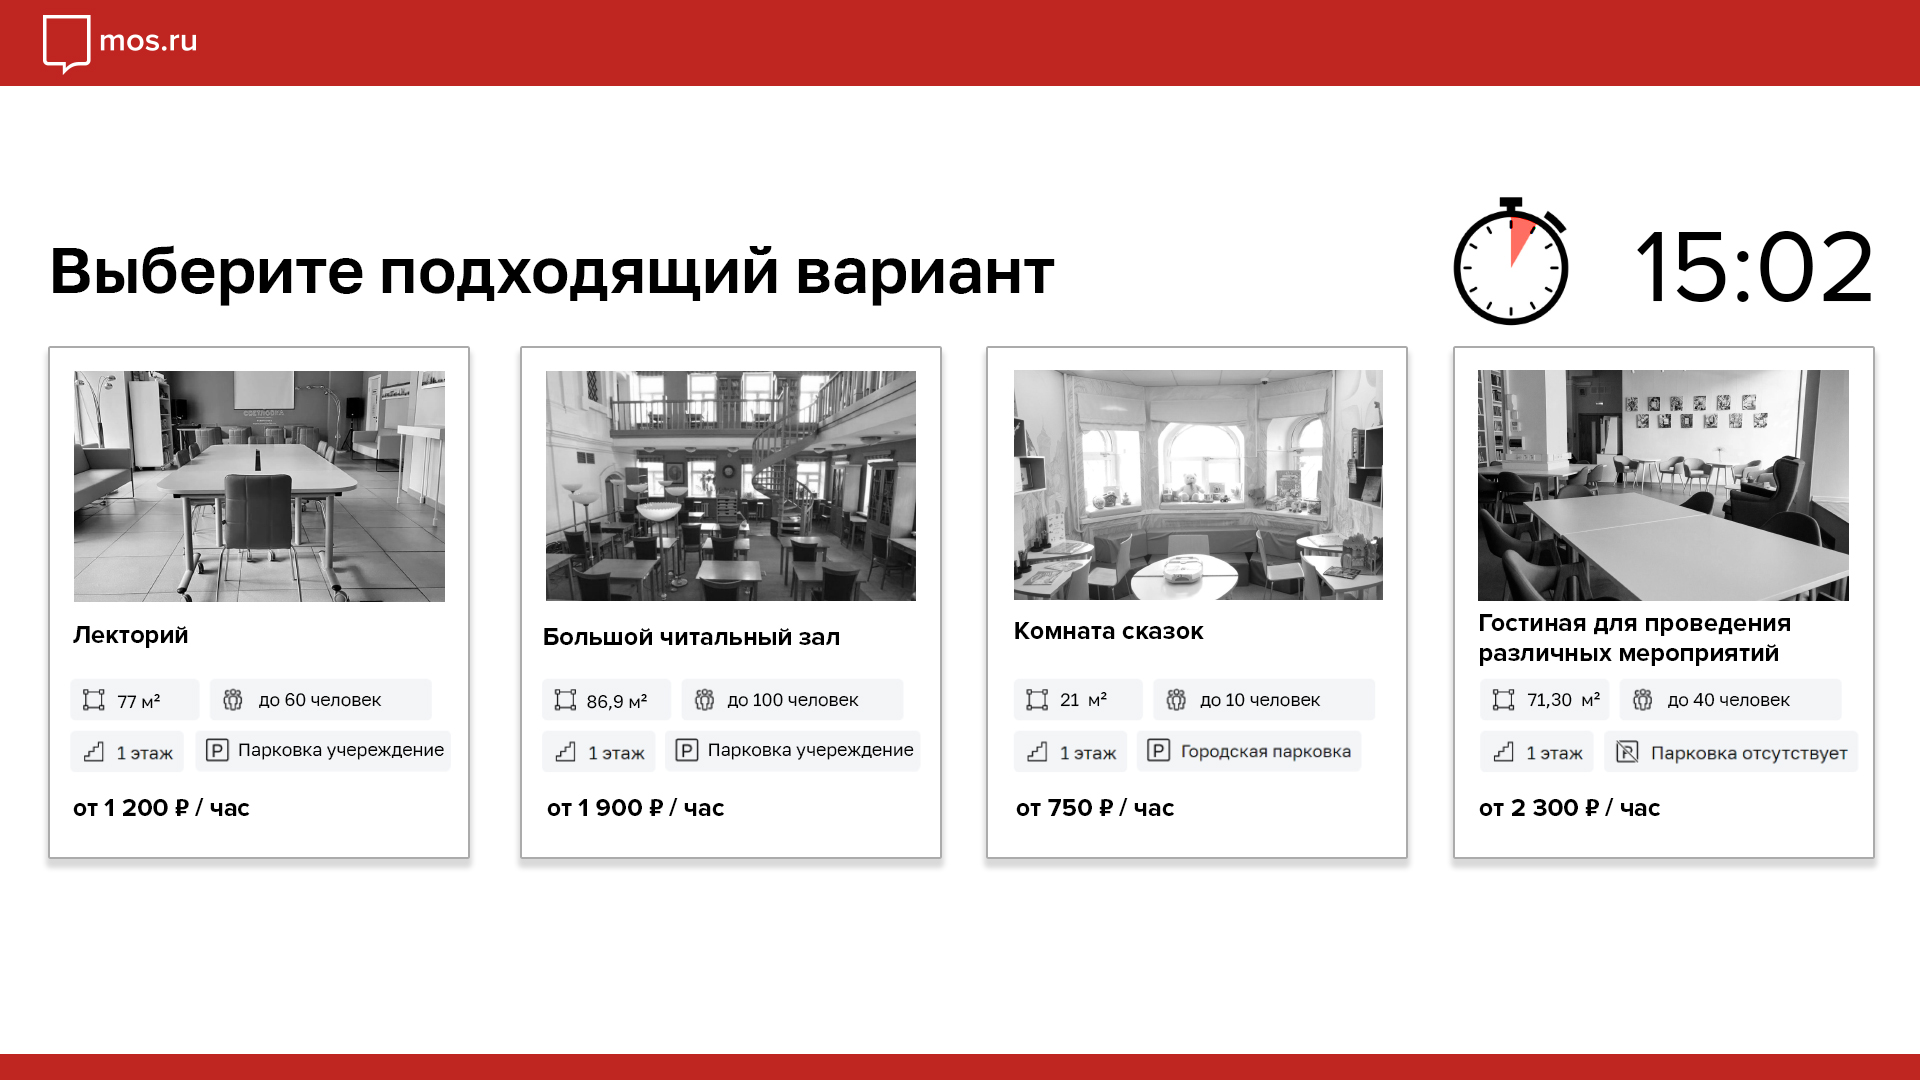 mos.ru
Выберите подходящий вариант
15:02
СВЕТЛОВКА
Лекторий
77 м²
до 60 человек
1 этаж
Парковка учереждение
от 1 200 ₽ / час
Большой читальный зал
86,9 м²
до 100 человек
1 этаж
Парковка учереждение
от 1 900 ₽ / час
Комната сказок
21 м²
до 10 человек
1 этаж
Городская парковка
от 750 ₽ / час
Гостиная для проведения
различных мероприятий
71,30 м²
до 40 человек
1 этаж
Парковка отсутствует
от 2 300 ₽ / час